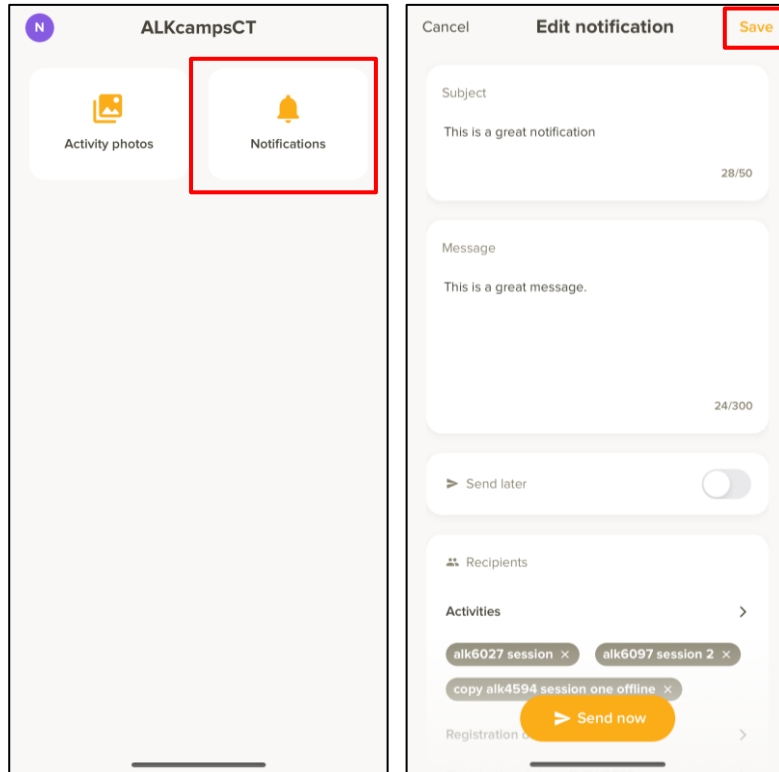 N
ALKcampsCT
Activity photos
Notifications
Cancel
Edit notification
Save
Subject
This is a great notification
28/50
Message
This is a great message.
24/300
Send later
Recipients
Activities
alk6027 session ×
alk6097 session 2 ×
copy alk4594 session one offline ×
Send now
Registration